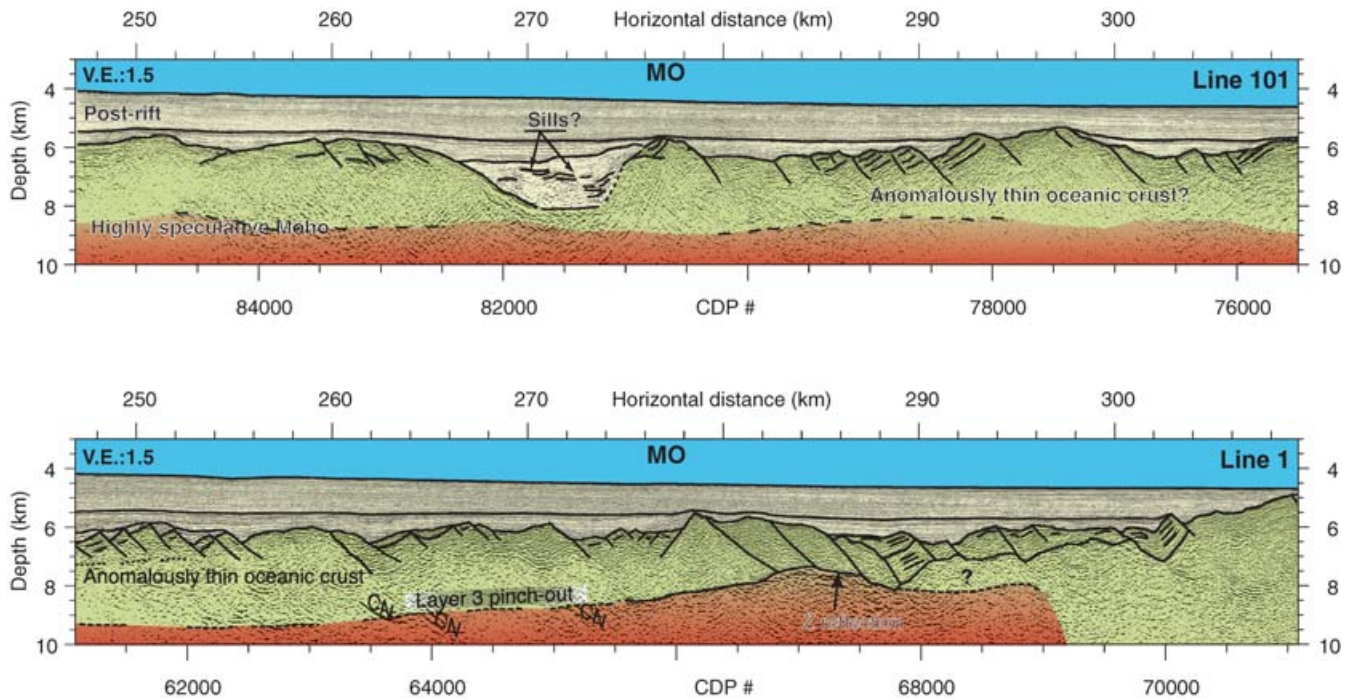 250 260 270 Horizontal distance (km) 290 300
V.E.:1.5 MO Line 101
4 4
Post-rift
Sills?
6 6
Depth (km)
Anomalously thin oceanic crust?
8 8
Highly speculative Moho
10 10
84000 82000 CDP # 78000 76000
250 260 270 Horizontal distance (km) 290 300
V.E.:1.5 MO Line 1
4 4
Depth (km)
6 6
Anomalously thin oceanic crust
?
8 8
Layer 3 pinch-out
CN CN CN
10 10
62000 64000 CDP # 68000 70000